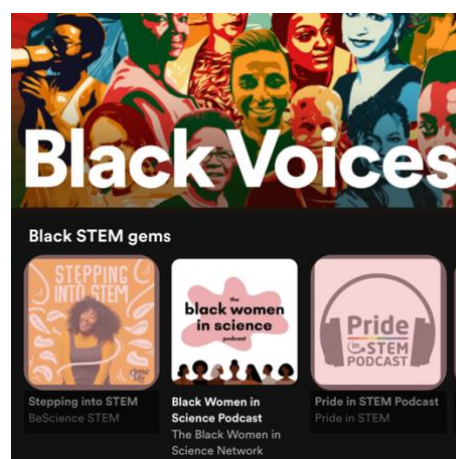 Black Voices
Black STEM gems
STEPPING
INTO STEM
the
black women
in science
podcast
Pride
in STEM
PODCAST
Stepping into STEM
BeScience STEM
Black Women in
Science Podcast
The Black Women in
Science Network
Pride in STEM Podcast
Pride in STEM